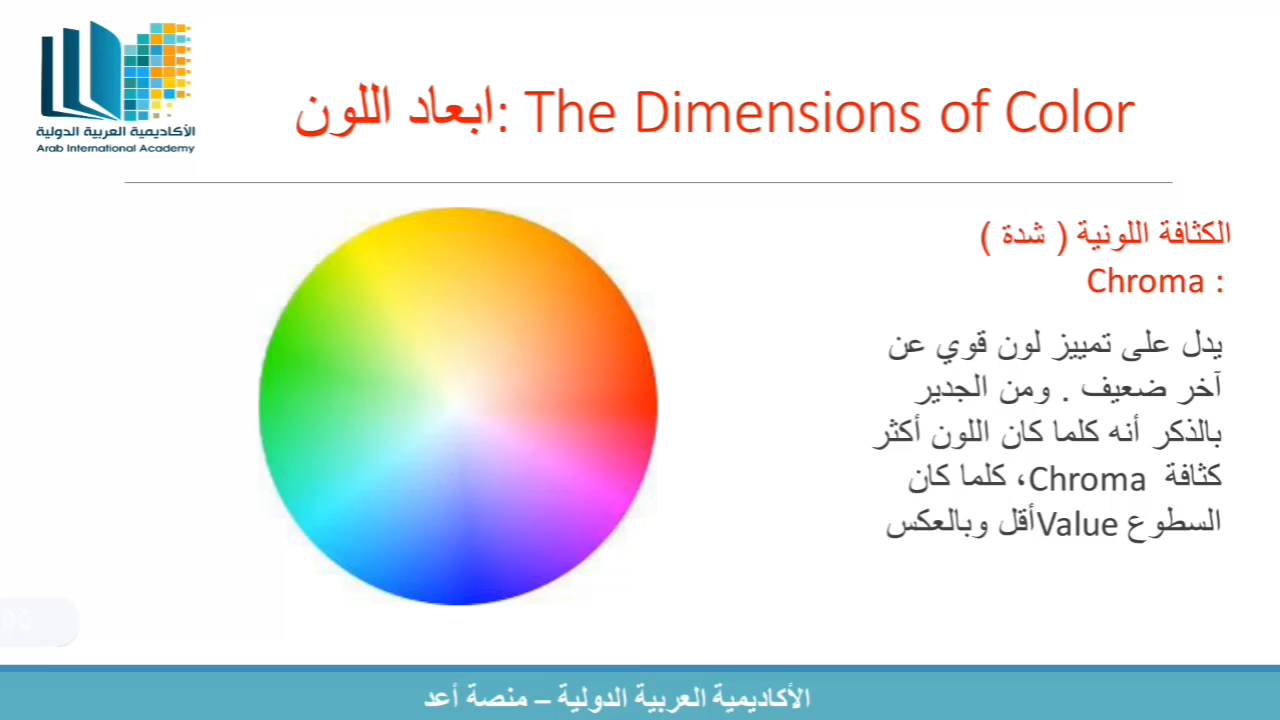 الأكاديمية العربية الدولية
Arab International Academy
ابعاد اللون: The Dimensions of Color
الكثافة اللونية ( شدة )
Chroma :
يدل على تمييز لون قوي عن
آخر ضعيف . ومن الجدير
بالذكر أنه كلما كان اللون أكثر
كثافة Chroma، كلما كان
السطوع Valueأقل وبالعكس
الأكاديمية العربية الدولية – منصة أعد